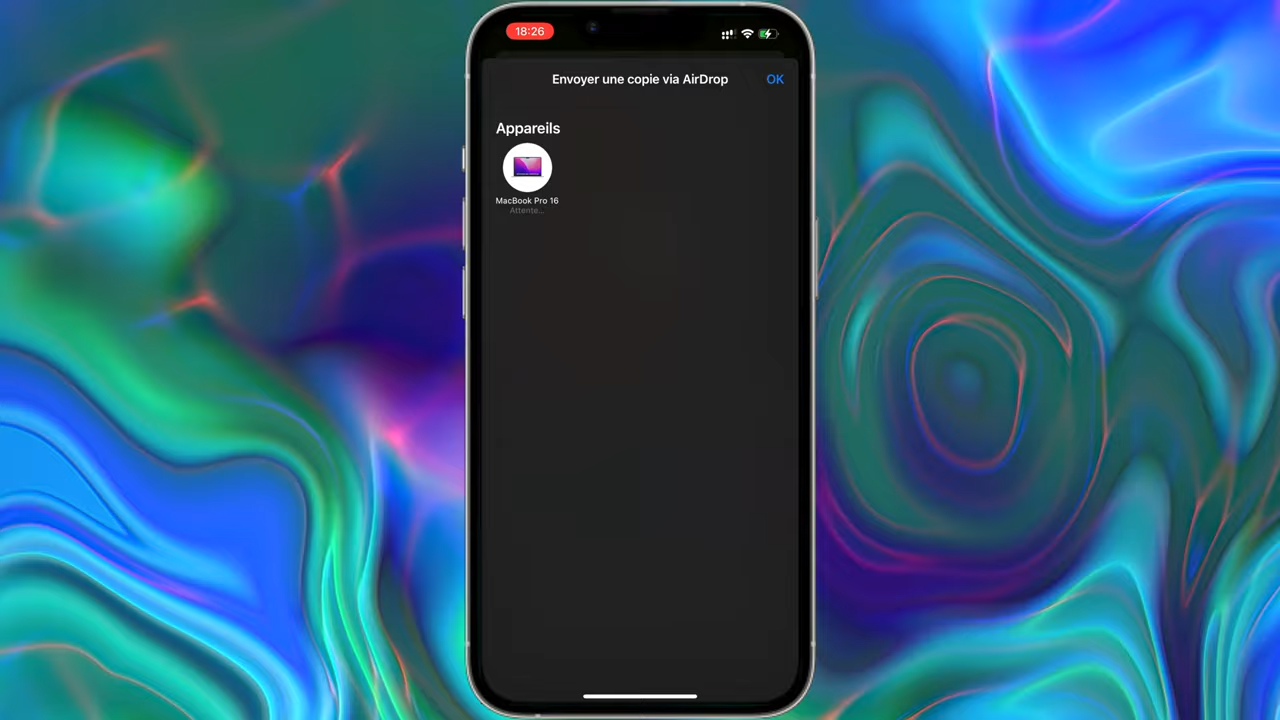 18:26
Envoyer une copie via AirDrop
OK
Appareils
MacBook Pro 16
Attente...